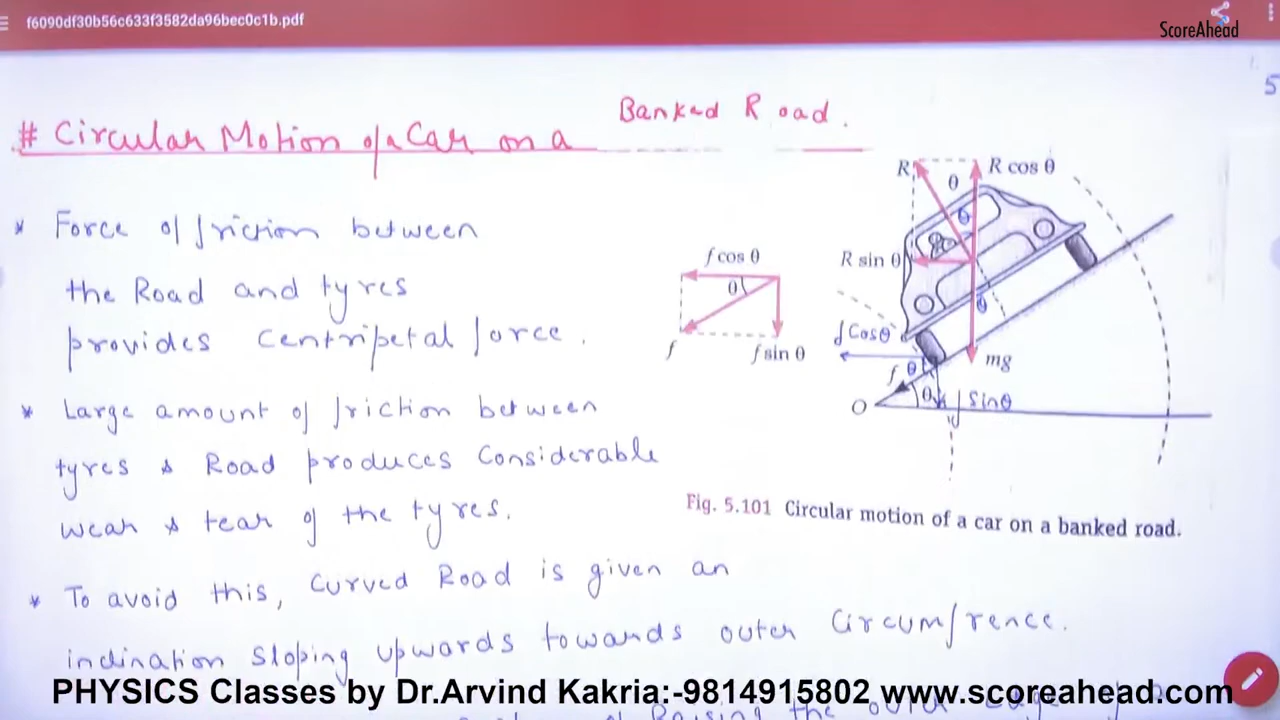 f6090df30b56c633f3582da96bec0c1b.pdf
ScoreAhead
5
# Circular Motion of a Car on a Banked Road.
* Force of friction between
the Road and tyres
provides centripetal force.
* Large amount of friction between
tyres & Road produces considerable
wear & tear of the tyres.
* To avoid this, curved Road is given an
inclination sloping upwards towards outer circumfrence.
f cos θ
θ
f
f sin θ
R
θ
R cos θ
θ
R sin θ
θ
f Cosθ
mg
f
θ
θ
f Sinθ
O
Fig. 5.101 Circular motion of a car on a banked road.
PHYSICS Classes by Dr.Arvind Kakria:-9814915802 www.scoreahead.com